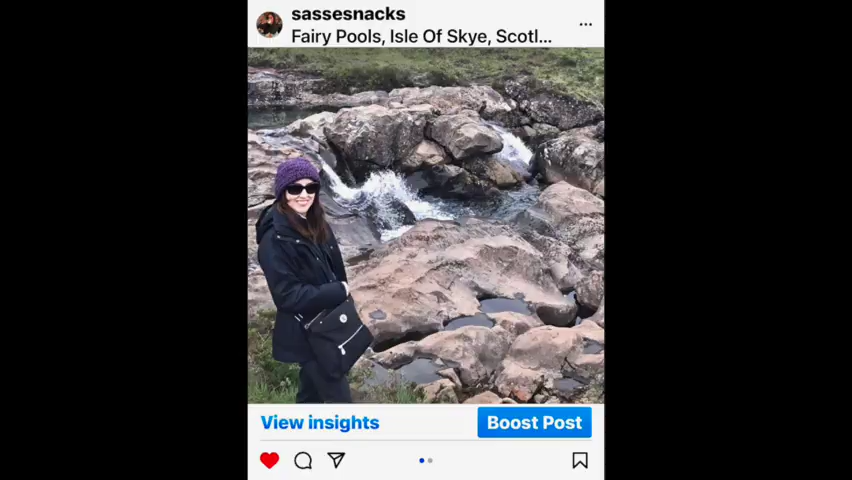 sassesnacks
Fairy Pools, Isle Of Skye, Scotl...
View insights
Boost Post